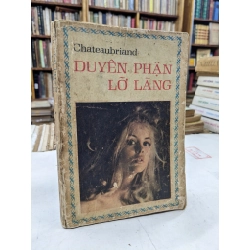 Chateaubriand
DUYÊN PHẬN
LỠ LÀNG